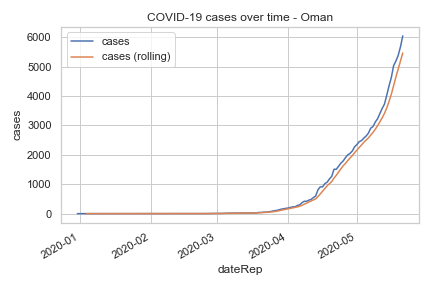 COVID-19 cases over time - Oman
cases
cases (rolling)
6000
5000
4000
3000
2000
1000
0
cases
2020-01
2020-02
2020-03
2020-04
2020-05
dateRep